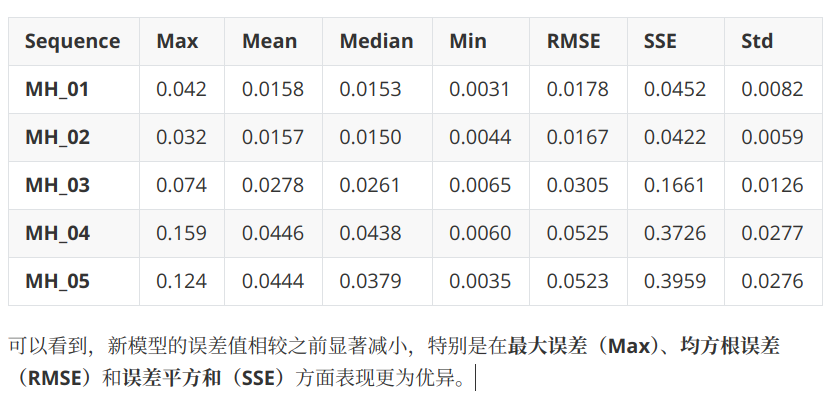 Sequence Max Mean Median Min RMSE SSE Std
MH_01 0.042 0.0158 0.0153 0.0031 0.0178 0.0452 0.0082
MH_02 0.032 0.0157 0.0150 0.0044 0.0167 0.0422 0.0059
MH_03 0.074 0.0278 0.0261 0.0065 0.0305 0.1661 0.0126
MH_04 0.159 0.0446 0.0438 0.0060 0.0525 0.3726 0.0277
MH_05 0.124 0.0444 0.0379 0.0035 0.0523 0.3959 0.0276
可以看到，新模型的误差值相较之前显著减小，特别是在最大误差（Max）、均方根误差
（RMSE）和误差平方和（SSE）方面表现更为优异。